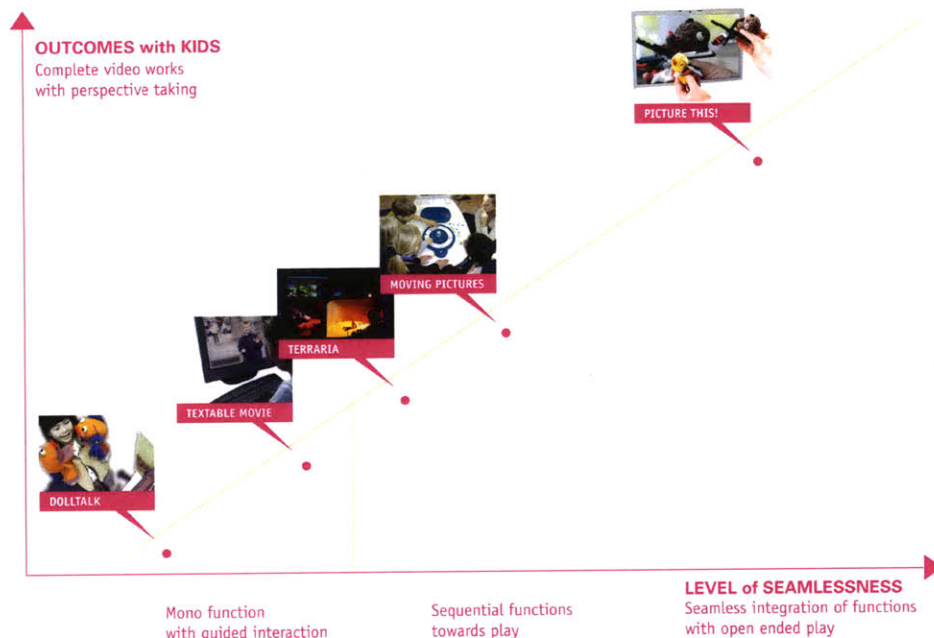 OUTCOMES with KIDS
Complete video works
with perspective taking
PICTURE THIS!
MOVING PICTURES
TERRARIA
TEXTABLE MOVIE
DOLLTALK
LEVEL of SEAMLESSNESS
Mono function
with guided interaction
Sequential functions
towards play
Seamless integration of functions
with open ended play